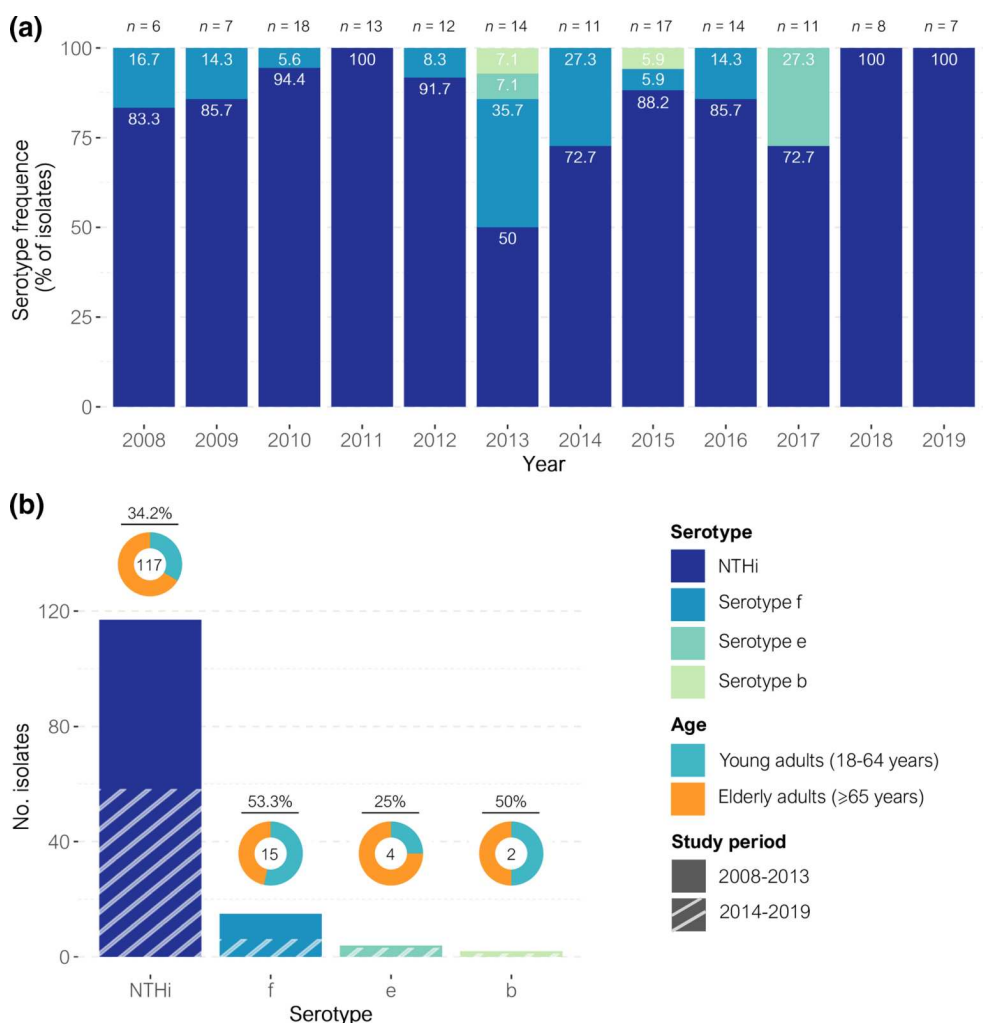 (a)
n = 6 n = 7 n = 18 n = 13 n = 12 n = 14 n = 11 n = 17 n = 14 n = 11 n = 8 n = 7
100 16.7 14.3 5.6 100 8.3 7.1 27.3 5.9 14.3 27.3 100 100
94.4 91.7 7.1 5.9
83.3 85.7 35.7 88.2 85.7
75 72.7 72.7
50 50
25
0
Serotype frequence
(% of isolates)
2008 2009 2010 2011 2012 2013 2014 2015 2016 2017 2018 2019
Year
(b)
34.2%
117
120
80
40
0
No. isolates
53.3% 25% 50%
15 4 2
NTHi f e b
Serotype
Serotype
NTHi
Serotype f
Serotype e
Serotype b
Age
Young adults (18-64 years)
Elderly adults (⩾65 years)
Study period
2008-2013
2014-2019